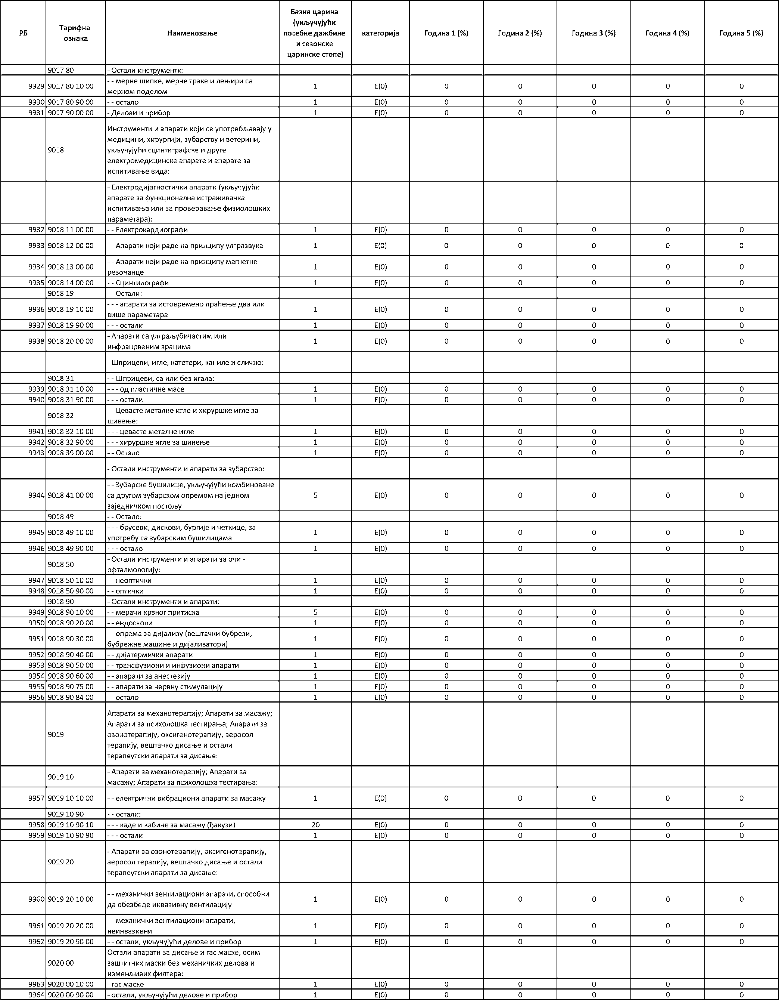 РБ Тарифна ознака Наименовање Базна царина (укључујући посебне дажбине и сезонске царинске стопе) категорија Година 1 (%) Година 2 (%) Година 3 (%) Година 4 (%) Година 5 (%)
9017 80 - Остали инструменти:
9929 9017 80 10 00 - - мерне шипке, мерне траке и лењири са мерном поделом 1 E(0) 0 0 0 0 0
9930 9017 80 90 00 - - остало 1 E(0) 0 0 0 0 0
9931 9017 90 00 00 - Делови и прибор 1 E(0) 0 0 0 0 0
9018 Инструменти и апарати који се употребљавају у медицини, хирургији, зубарству и ветерини, укључујући сцинтиграфске и друге електромедицинске апарате и апарате за испитивање вида:
- Електродијагностички апарати (укључујући апарате за функционална истраживачка испитивања или за проверавање физиолошких параметара):
9932 9018 11 00 00 - - Електрокардиографи 1 E(0) 0 0 0 0 0
9933 9018 12 00 00 - - Апарати који раде на принципу ултразвука 1 E(0) 0 0 0 0 0
9934 9018 13 00 00 - - Апарати који раде на принципу магнетне резонанце 1 E(0) 0 0 0 0 0
9935 9018 14 00 00 - - Сцинтилографи 1 E(0) 0 0 0 0 0
9018 19 - - Остали:
9936 9018 19 10 00 - - - апарати за истовремено праћење два или више параметара 1 E(0) 0 0 0 0 0
9937 9018 19 90 00 - - - остали 1 E(0) 0 0 0 0 0
9938 9018 20 00 00 - Апарати са ултраљубичастим или инфрацрвеним зрацима 1 E(0) 0 0 0 0 0
- Шприцеви, игле, катетери, каниле и слично:
9018 31 - - Шприцеви, са или без игала:
9939 9018 31 10 00 - - - од пластичне масе 1 E(0) 0 0 0 0 0
9940 9018 31 90 00 - - - остали 1 E(0) 0 0 0 0 0
9018 32 - - Цевасте металне игле и хируршке игле за шивење:
9941 9018 32 10 00 - - - цевасте металне игле 1 E(0) 0 0 0 0 0
9942 9018 32 90 00 - - - хируршке игле за шивење 1 E(0) 0 0 0 0 0
9943 9018 39 00 00 - - Остало 1 E(0) 0 0 0 0 0
- Остали инструменти и апарати за зубарство:
9944 9018 41 00 00 - - Зубарске бушилице, укључујући комбиноване са другом зубарском опремом на једном заједничком постољу 5 E(0) 0 0 0 0 0
9018 49 - - Остало:
9945 9018 49 10 00 - - - брусеви, дискови, бургије и четкице, за употребу са зубарским бушилицама 1 E(0) 0 0 0 0 0
9946 9018 49 90 00 - - - остало 1 E(0) 0 0 0 0 0
9018 50 - Остали инструменти и апарати за очи - офталмологију:
9947 9018 50 10 00 - - неоптички 1 E(0) 0 0 0 0 0
9948 9018 50 90 00 - - оптички 1 E(0) 0 0 0 0 0
9018 90 - Остали инструменти и апарати:
9949 9018 90 10 00 - - мерачи крвног притиска 5 E(0) 0 0 0 0 0
9950 9018 90 20 00 - - ендоскопи 1 E(0) 0 0 0 0 0
9951 9018 90 30 00 - - опрема за дијализу (вештачки бубрези, бубрежне машине и дијализатори) 1 E(0) 0 0 0 0 0
9952 9018 90 40 00 - - дијатермички апарати 1 E(0) 0 0 0 0 0
9953 9018 90 50 00 - - трансфузиони и инфузиони апарати 1 E(0) 0 0 0 0 0
9954 9018 90 60 00 - - апарати за анестезију 1 E(0) 0 0 0 0 0
9955 9018 90 75 00 - - апарати за нервну стимулацију 1 E(0) 0 0 0 0 0
9956 9018 90 84 00 - - остало 1 E(0) 0 0 0 0 0
9019 Апарати за механотерапију; Апарати за масажу; Апарати за психолошка тестирања; Апарати за озонотерапију, оксигенотерапију, аеросол терапију, вештачко дисање и остали терапеутски апарати за дисање:
9019 10 - Апарати за механотерапију; Апарати за масажу; Апарати за психолошка тестирања:
9957 9019 10 10 00 - - електрични вибрациони апарати за масажу 1 E(0) 0 0 0 0 0
9019 10 90 - - остали:
9958 9019 10 90 10 - - - каде и кабине за масажу (ђакузи) 20 E(0) 0 0 0 0 0
9959 9019 10 90 90 - - - остали 1 E(0) 0 0 0 0 0
9019 20 - Апарати за озонотерапију, оксигенотерапију, аеросол терапију, вештачко дисање и остали терапеутски апарати за дисање:
9960 9019 20 10 00 - - механички вентилациони апарати, способни да обезбеде инвазивну вентилацију 1 E(0) 0 0 0 0 0
9961 9019 20 20 00 - - механички вентилациони апарати, неинвазивни 1 E(0) 0 0 0 0 0
9962 9019 20 90 00 - - остали, укључујући делове и прибор 1 E(0) 0 0 0 0 0
9020 00 Остали апарати за дисање и гас маске, осим заштитних маски без механичких делова и изменљивих филтера:
9963 9020 00 10 00 - гас маске 1 E(0) 0 0 0 0 0
9964 9020 00 90 00 - остали, укључујући делове и прибор 1 E(0) 0 0 0 0 0